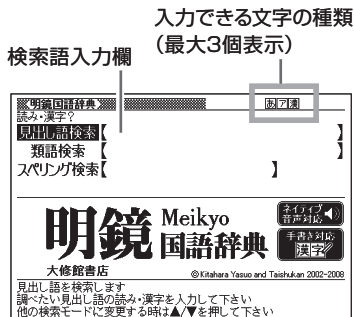 入力できる文字の種類
（最大3個表示）
検索語入力欄
明鏡国語辞典
あア漢
読み・漢字？
見出し語検索【 】
類語検索【 】
スペリング検索【 】
明鏡 Meikyo 国語辞典
ネイティブ音声対応
手書き対応
漢字
大修館書店
©Kitahara Yasuo and Taishukan 2002-2008
見出し語を検索します
調べたい見出し語の読み・漢字を入力して下さい
他の検索モードに変更する時は▲/▼を押して下さい